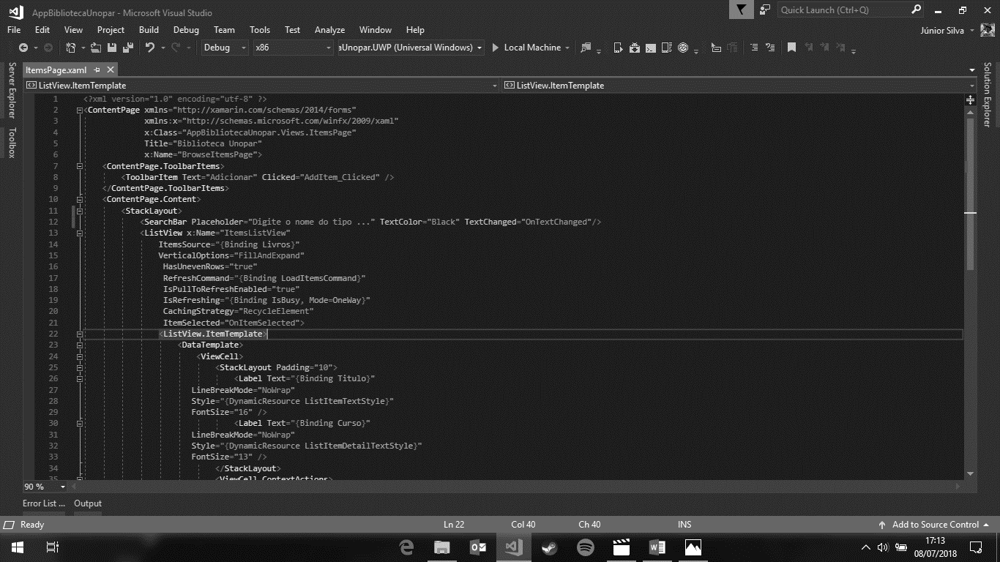 AppBibliotecaUnopar - Microsoft Visual Studio
Quick Launch (Ctrl+Q)
File Edit View Project Build Debug Team Tools Test Analyze Window Help
Júnior Silva
Debug x86 aUnopar.UWP (Universal Windows) Local Machine
Server Explorer
Toolbox
Solution Explorer
ItemsPage.xaml
ListView.ItemTemplate ListView.ItemTemplate
1 <?xml version="1.0" encoding="utf-8" ?>
2 <ContentPage xmlns="http://xamarin.com/schemas/2014/forms"
3 xmlns:x="http://schemas.microsoft.com/winfx/2009/xaml"
4 x:Class="AppBibliotecaUnopar.Views.ItemsPage"
5 Title="Biblioteca Unopar"
6 x:Name="BrowseItemsPage">
7 <ContentPage.ToolbarItems>
8 <ToolbarItem Text="Adicionar" Clicked="AddItem_Clicked" />
9 </ContentPage.ToolbarItems>
10 <ContentPage.Content>
11 <StackLayout>
12 <SearchBar Placeholder="Digite o nome do tipo ..." TextColor="Black" TextChanged="OnTextChanged"/>
13 <ListView x:Name="ItemsListView"
14 ItemsSource="{Binding Livros}"
15 VerticalOptions="FillAndExpand"
16 HasUnevenRows="true"
17 RefreshCommand="{Binding LoadItemsCommand}"
18 IsPullToRefreshEnabled="true"
19 IsRefreshing="{Binding IsBusy, Mode=OneWay}"
20 CachingStrategy="RecycleElement"
21 ItemSelected="OnItemSelected">
22 <ListView.ItemTemplate>
23 <DataTemplate>
24 <ViewCell>
25 <StackLayout Padding="10">
26 <Label Text="{Binding Titulo}"
27 LineBreakMode="NoWrap"
28 Style="{DynamicResource ListItemTextStyle}"
29 FontSize="16" />
30 <Label Text="{Binding Curso}"
31 LineBreakMode="NoWrap"
32 Style="{DynamicResource ListItemDetailTextStyle}"
33 FontSize="13" />
34 </StackLayout>
35 <ViewCell.ContextActions>
90 %
Error List ... Output
Ready Ln 22 Col 40 Ch 40 INS Add to Source Control
17:13
08/07/2018